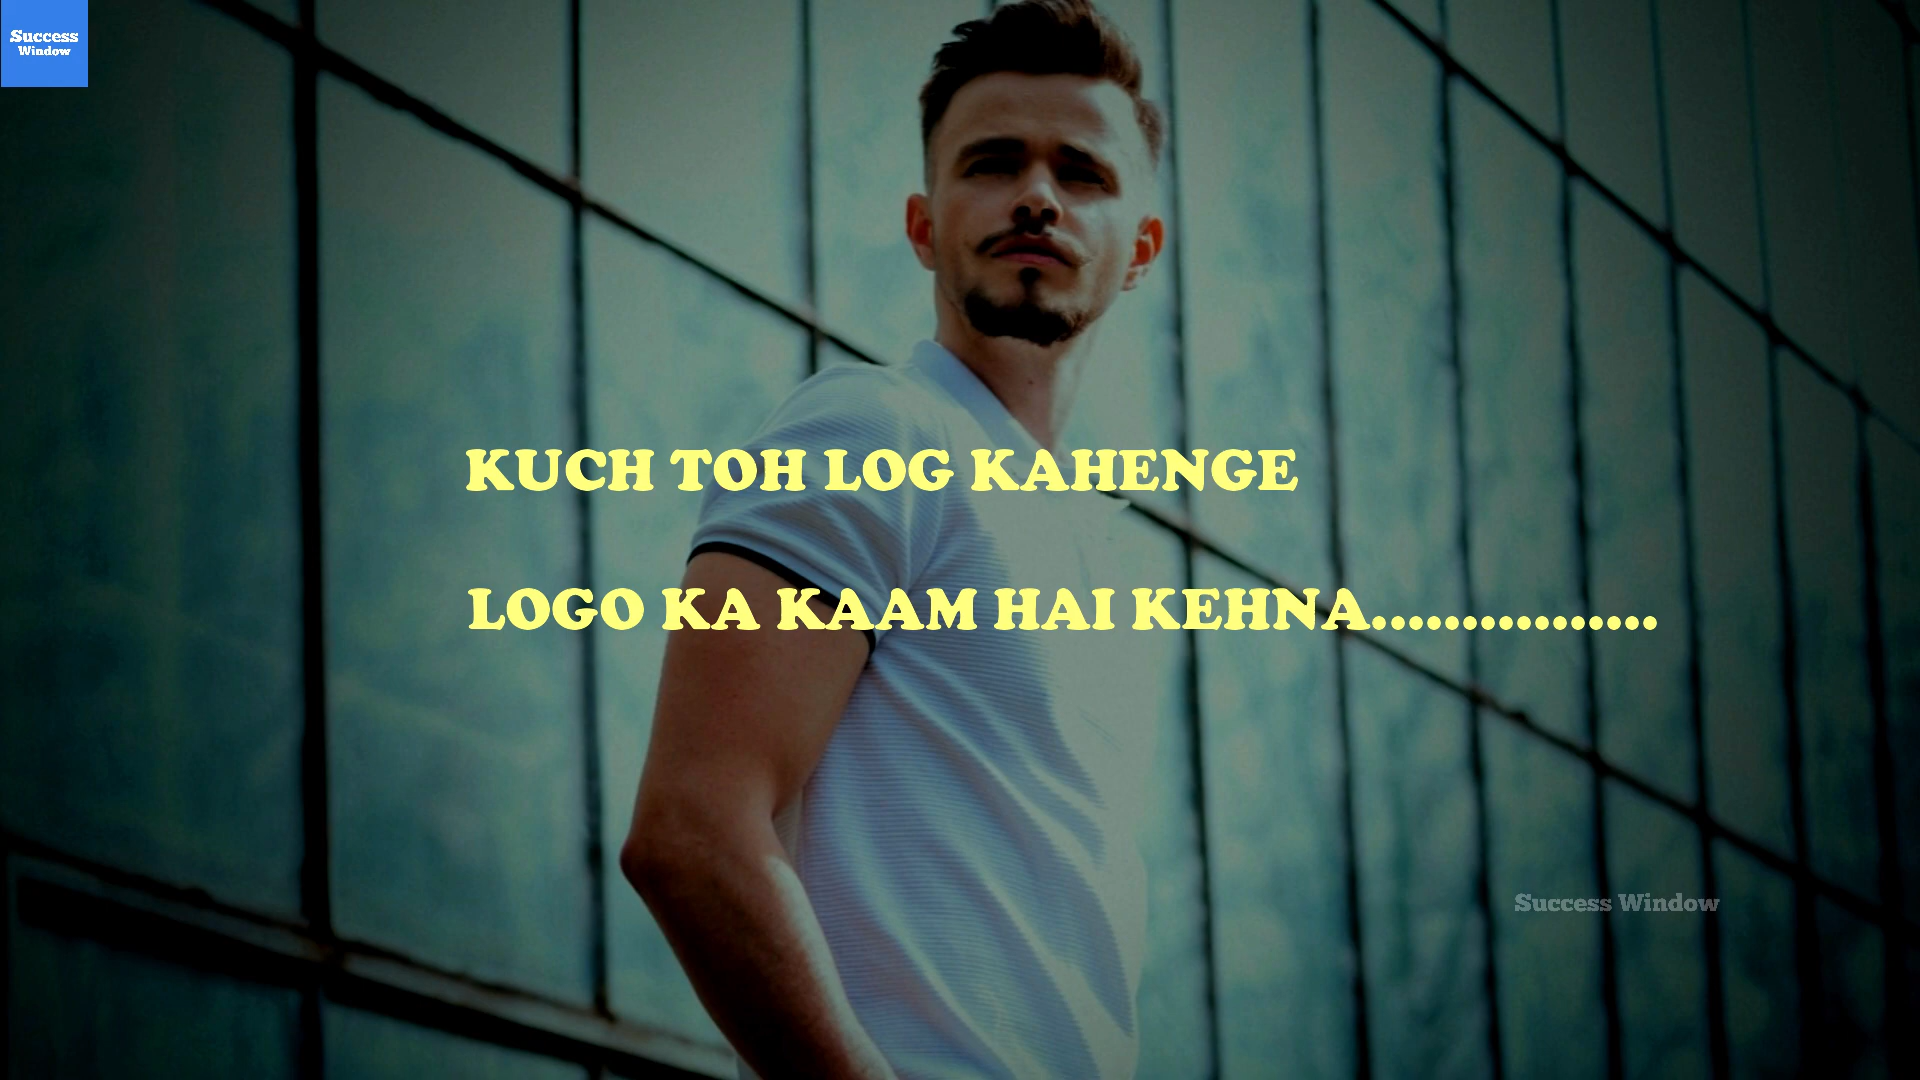 Success
Window
KUCH TOH LOG KAHENGE
LOGO KA KAAM HAI KEHNA................
Success Window